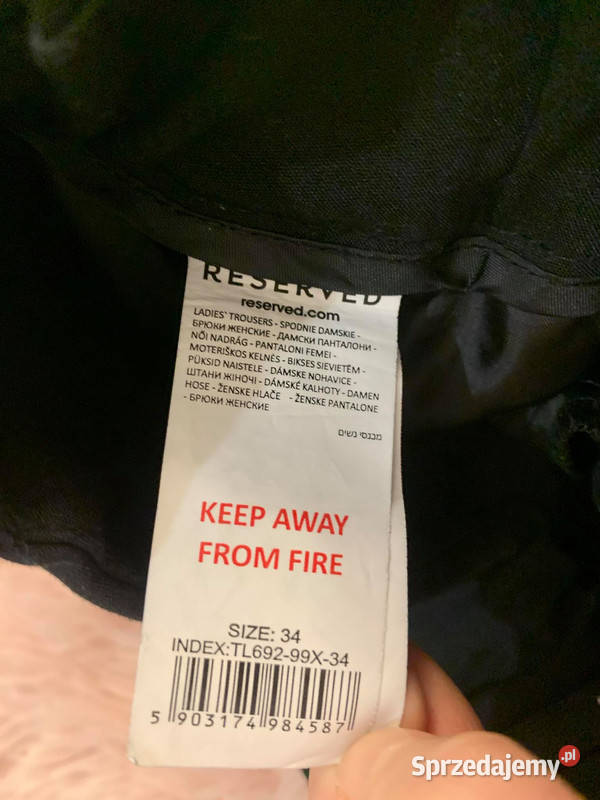 RESERVED
reserved.com
LADIES' TROUSERS - SPODNIE DAMSKIE -
БРЮКИ ЖЕНСКИЕ - ДАМСКИ ПАНТАЛОНИ -
NŐI NADRÁG - PANTALONI FEMEI -
MOTERIŠKOS KELNĖS - BIKSES SIEVIETĒM -
PÜKSID NAISTELE - DÁMSKE NOHAVICE -
ШТАНИ ЖІНОЧІ - DÁMSKÉ KALHOTY - DAMEN
HOSE - ŽENSKE HLAČE - ŽENSKE PANTALONE
- БРЮКИ ЖЕНСКИЕ
מכנסי נשים
KEEP AWAY
FROM FIRE
SIZE: 34
INDEX:TL692-99X-34
5 903174 984587
Sprzedajemy.pl